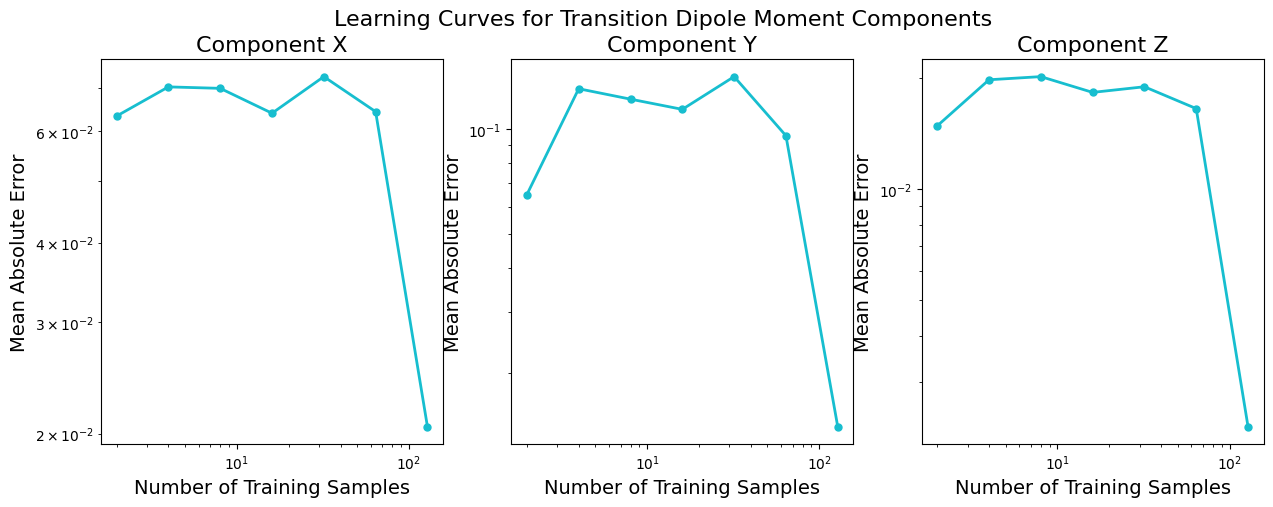 Learning Curves for Transition Dipole Moment Components
Component X
Mean Absolute Error
6 × 10⁻²
4 × 10⁻²
3 × 10⁻²
2 × 10⁻²
10¹
10²
Number of Training Samples
Component Y
Mean Absolute Error
10⁻¹
10¹
10²
Number of Training Samples
Component Z
Mean Absolute Error
10⁻²
10¹
10²
Number of Training Samples